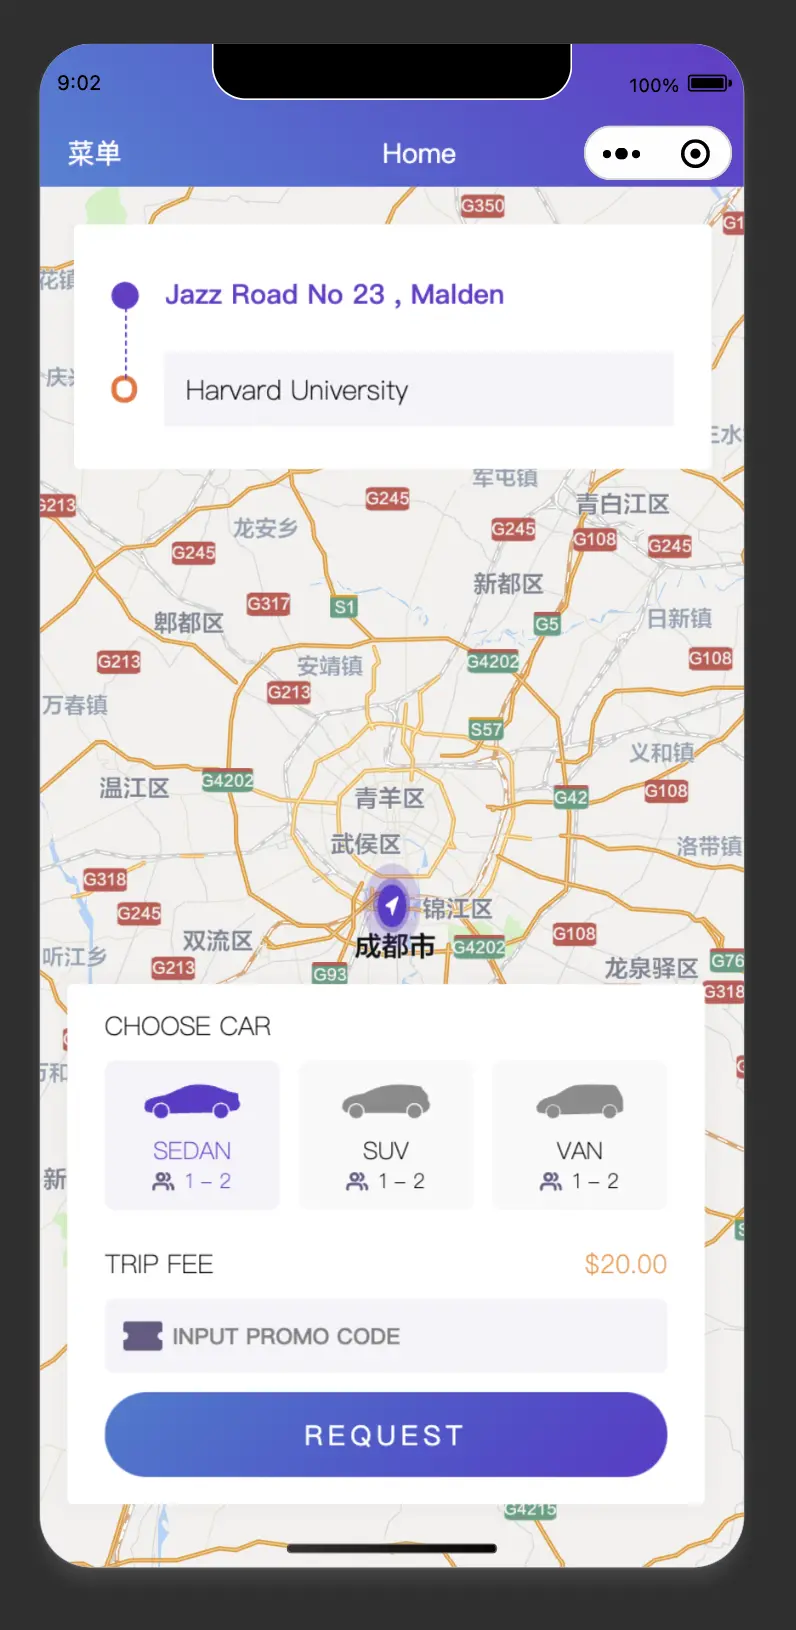 9:02
100%
菜单
Home
G350
G1
花镇
Jazz Road No 23 , Malden
庆兴
Harvard University
三水
军屯镇
G213
G245
青白江区
龙安乡
G245
G108
G245
G245
新都区
G317
S1
郫都区
G5
日新镇
G213
安靖镇
G4202
G108
G213
万春镇
S57
义和镇
温江区
G4202
青羊区
G42
G108
武侯区
洛带镇
G318
G245
锦江区
双流区
成都市
G4202
G108
听江乡
G213
G93
龙泉驿区
G76
G318
CHOOSE CAR
万和
SEDAN
SUV
VAN
1 – 2
1 – 2
1 – 2
新
TRIP FEE
$20.00
INPUT PROMO CODE
REQUEST
G4215